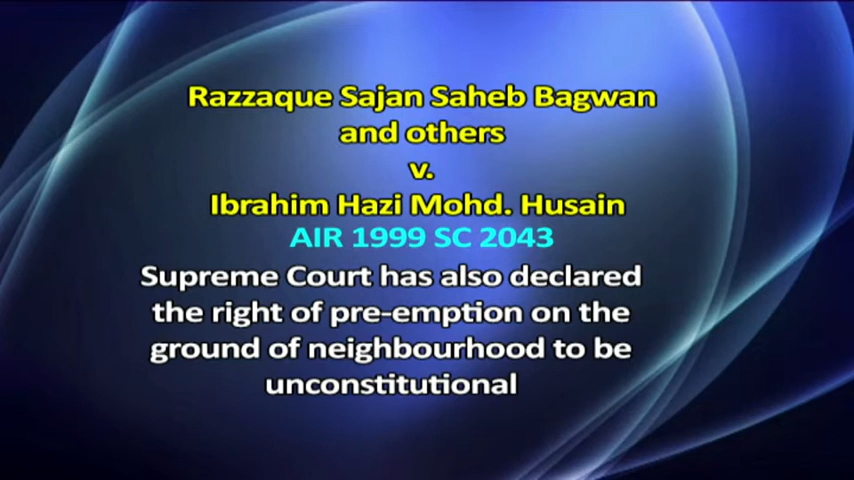 Razzaque Sajan Saheb Bagwan
and others
v.
Ibrahim Hazi Mohd. Husain
AIR 1999 SC 2043
Supreme Court has also declared
the right of pre-emption on the
ground of neighbourhood to be
unconstitutional